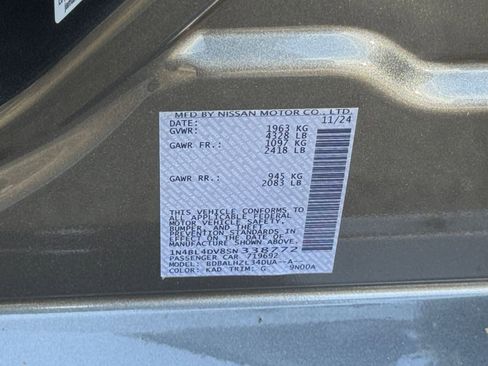 MFD BY NISSAN MOTOR CO., LTD.
DATE: 11/24
GVWR: 1963 KG
4328 LB
GAWR FR.: 1097 KG
2418 LB
GAWR RR.: 945 KG
2083 LB
THIS VEHICLE CONFORMS TO
ALL APPLICABLE FEDERAL
MOTOR VEHICLE SAFETY,
BUMPER, AND THEFT
PREVENTION STANDARDS IN
EFFECT ON THE DATE OF
MANUFACTURE SHOWN ABOVE.
1N4BL4DV8SN338772
PASSENGER CAR 719692
MODEL: BDBALHZL34DUA--A--
COLOR: KAD TRIM: G 9N00A